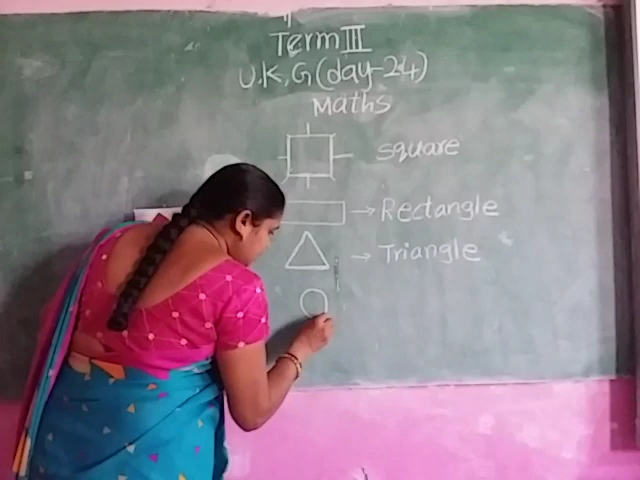 Term III
U.K.G (day-24)
Maths
square
→ Rectangle
→ Triangle